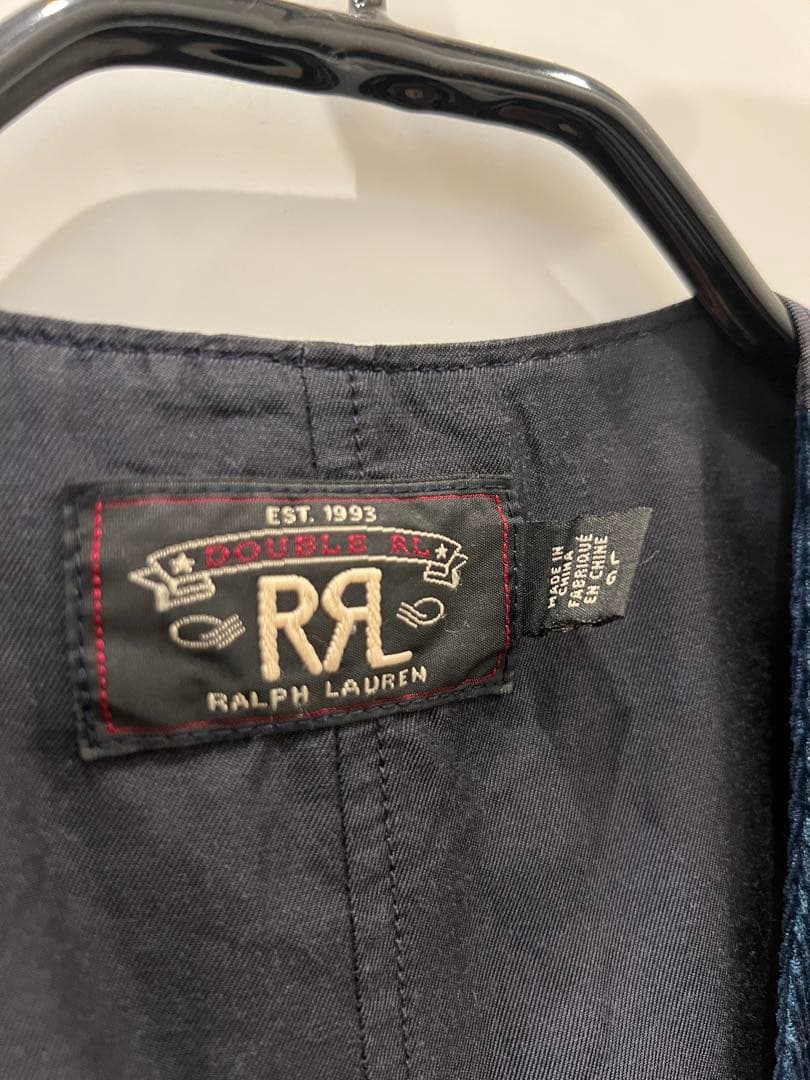 EST. 1993
DOUBLE RL
RRL
RALPH LAUREN
MADE IN
CHINA
FABRIQUÉ
EN CHINE